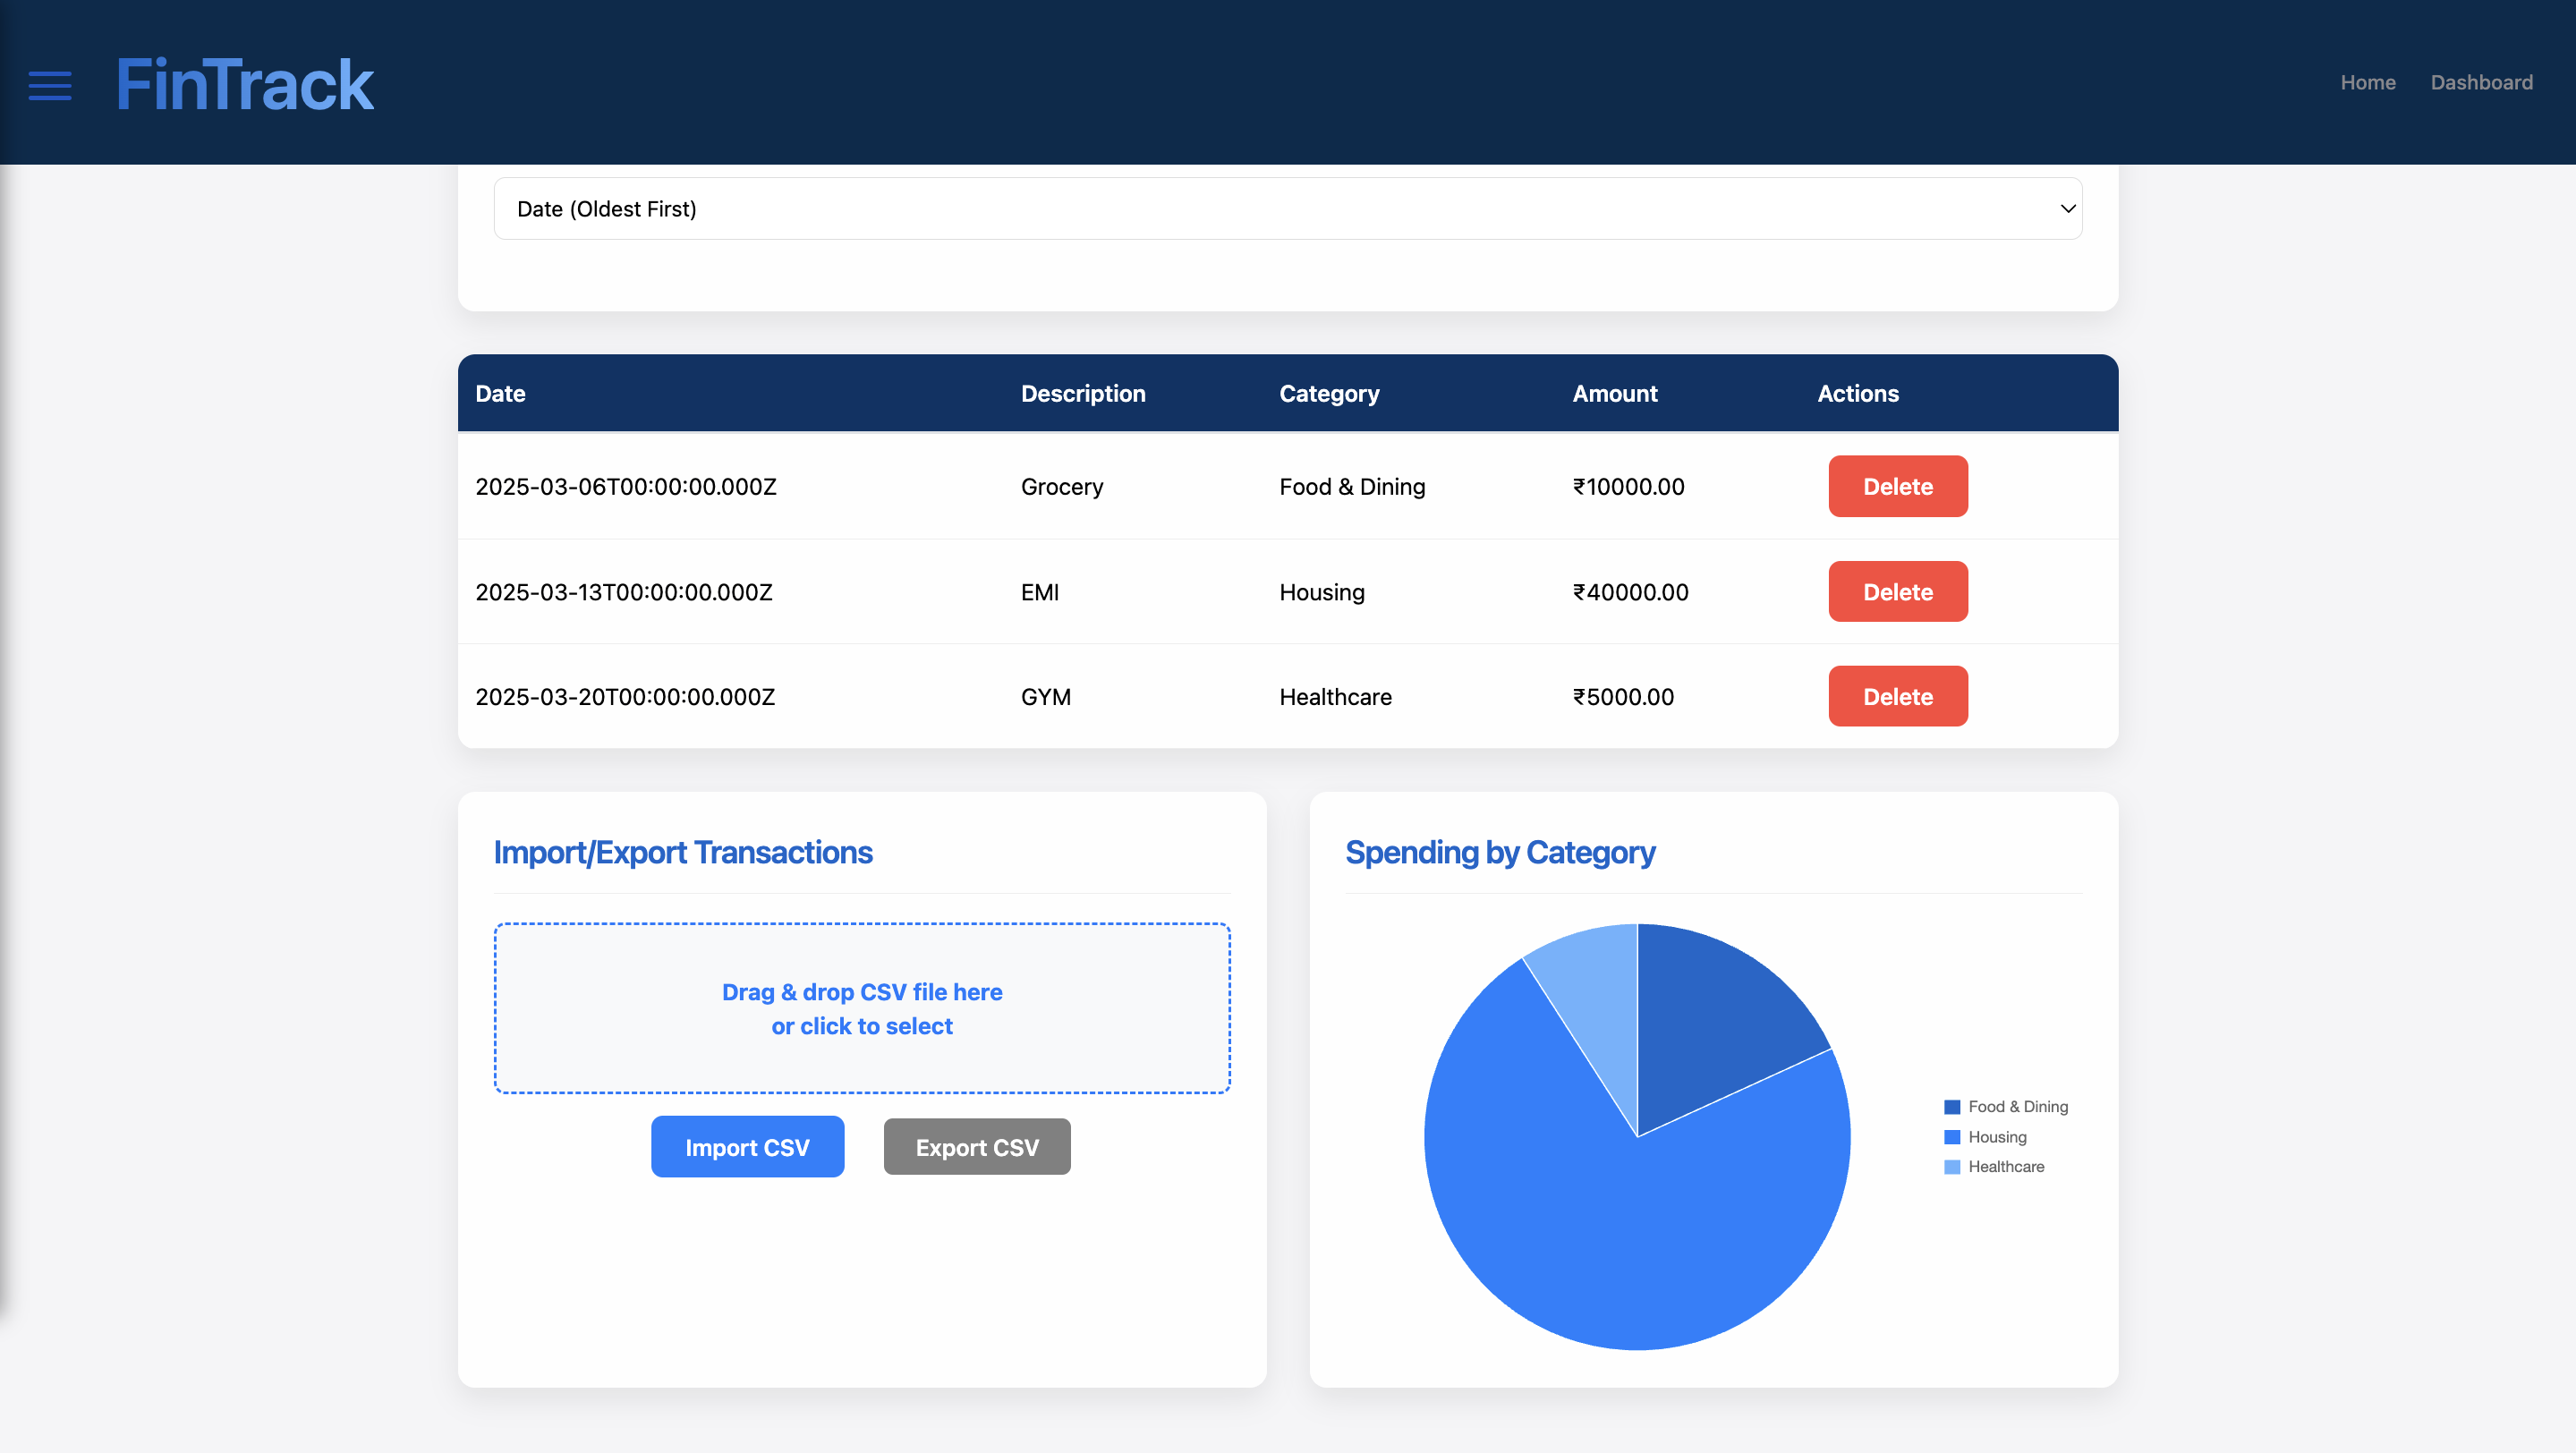 FinTrack
Home Dashboard
Date (Oldest First)
Date Description Category Amount Actions
2025-03-06T00:00:00.000Z Grocery Food & Dining ₹10000.00 Delete
2025-03-13T00:00:00.000Z EMI Housing ₹40000.00 Delete
2025-03-20T00:00:00.000Z GYM Healthcare ₹5000.00 Delete
Import/Export Transactions
Drag & drop CSV file here
or click to select
Import CSV Export CSV
Spending by Category
Food & Dining
Housing
Healthcare